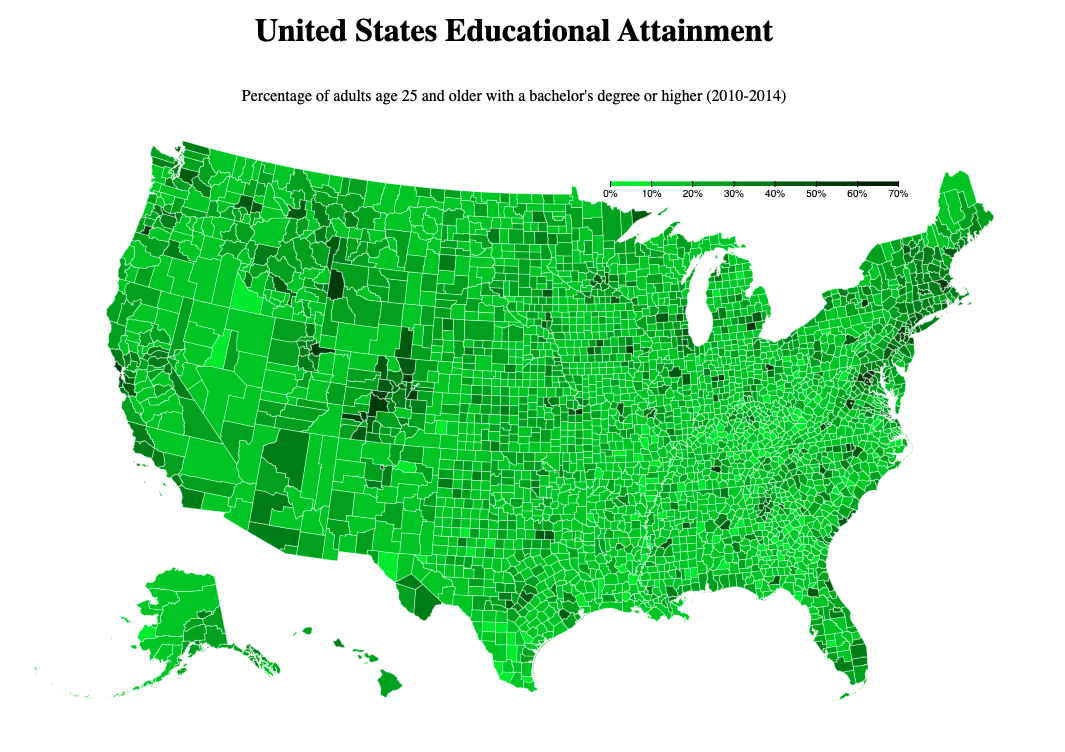 United States Educational Attainment
Percentage of adults age 25 and older with a bachelor's degree or higher (2010-2014)
0% 10% 20% 30% 40% 50% 60% 70%